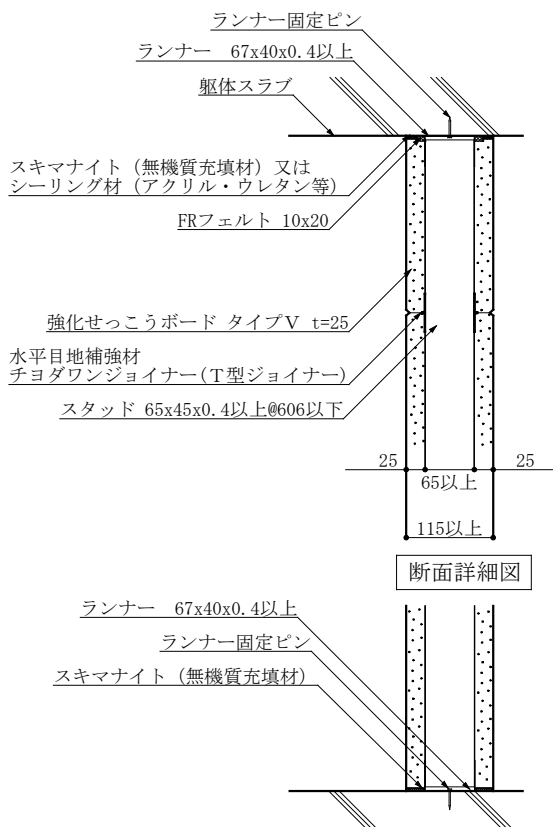 ランナー固定ピン
ランナー 67x40x0.4以上
躯体スラブ
スキマナイト（無機質充填材）又は
シーリング材（アクリル・ウレタン等）
FRフェルト 10x20
強化せっこうボード タイプV t=25
水平目地補強材
チヨダワンジョイナー(T型ジョイナー)
スタッド 65x45x0.4以上@606以下
25
25
65以上
115以上
断面詳細図
ランナー 67x40x0.4以上
ランナー固定ピン
スキマナイト（無機質充填材）